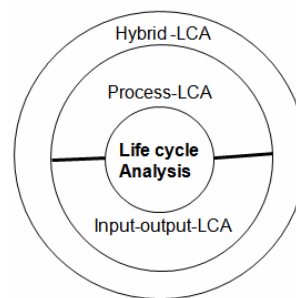 Hybrid -LCA
Process-LCA
Life cycle
Analysis
Input-output-LCA